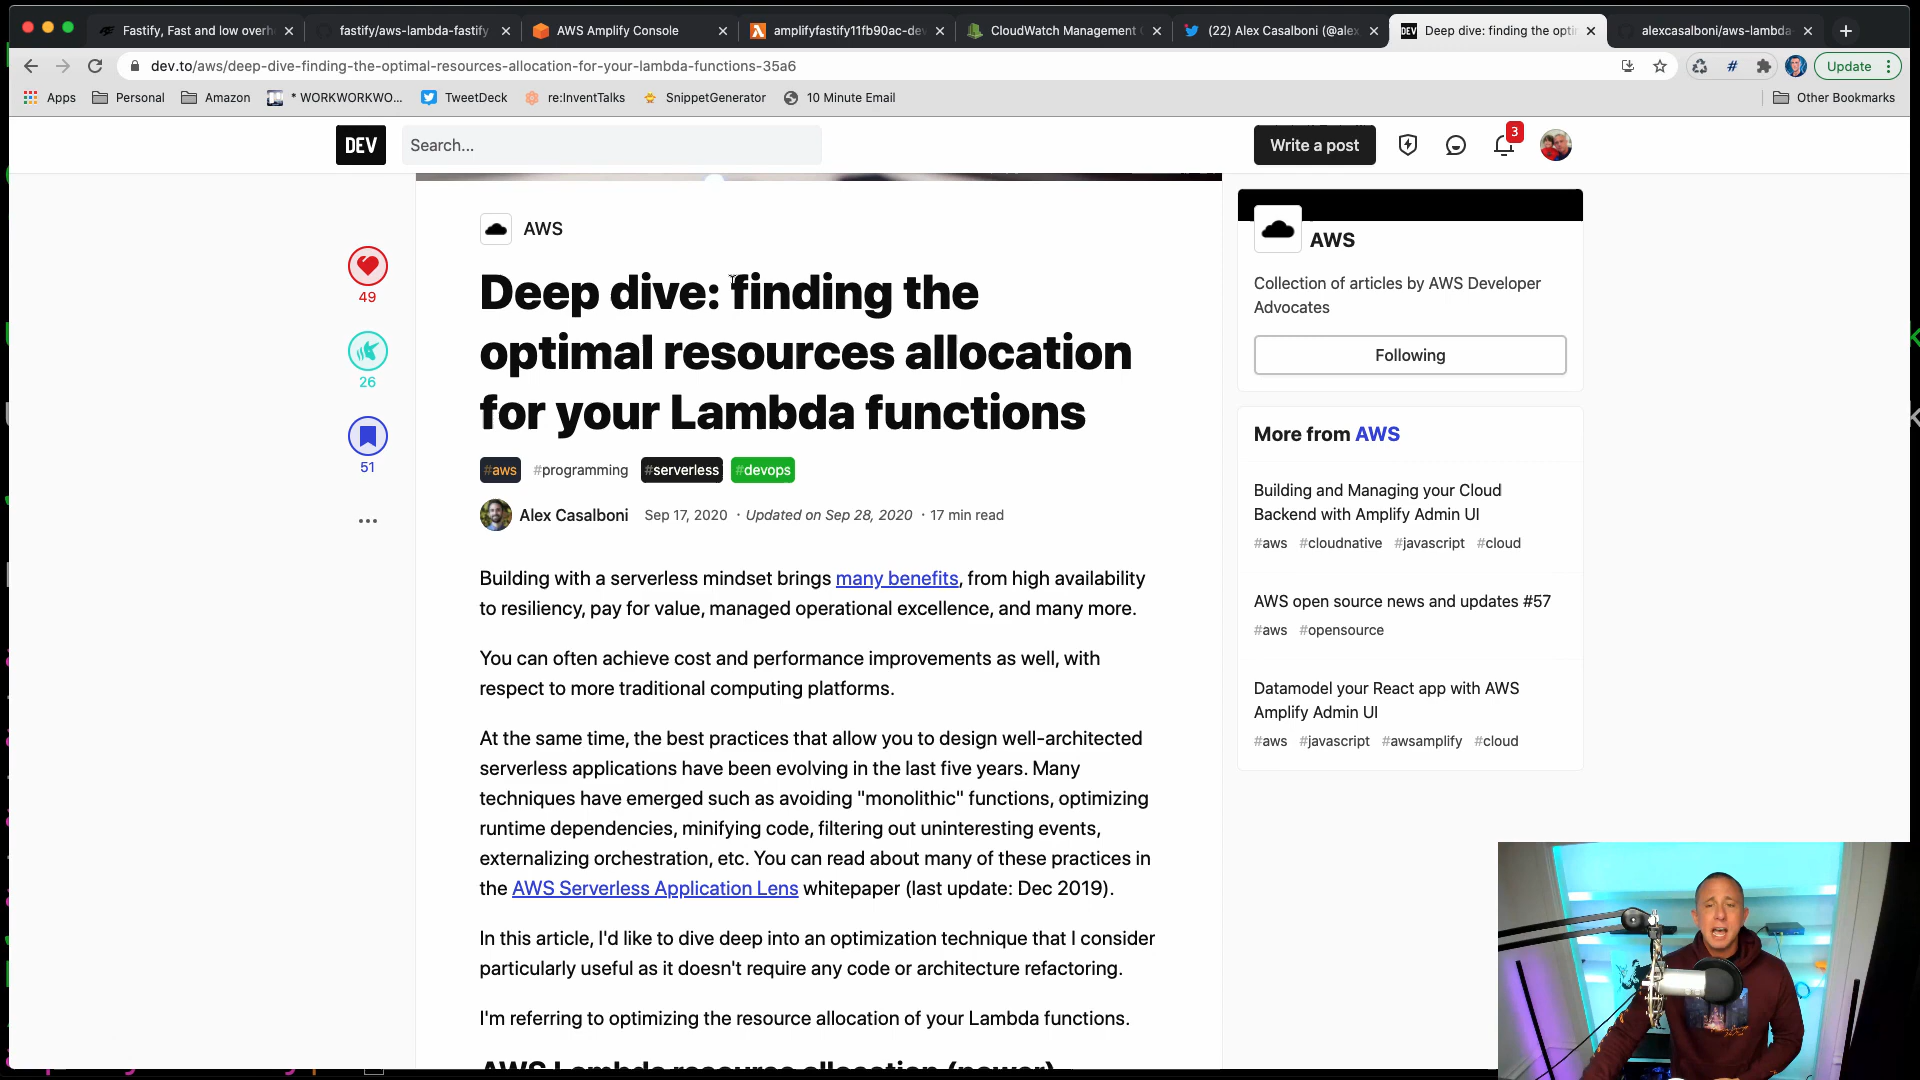 Fastify, Fast and low overh
fastify/aws-lambda-fastify
AWS Amplify Console
amplifyfastify11fb90ac-dev
CloudWatch Management C
(22) Alex Casalboni (@alex_
DEV Deep dive: finding the opti
alexcasalboni/aws-lambda-
dev.to/aws/deep-dive-finding-the-optimal-resources-allocation-for-your-lambda-functions-35a6
Update
Apps
Personal
Amazon
* WORKWORKWO...
TweetDeck
re:InventTalks
SnippetGenerator
10 Minute Email
Other Bookmarks
DEV
Search...
Write a post
3
AWS
Deep dive: finding the
optimal resources allocation
for your Lambda functions
#aws #programming #serverless #devops
Alex Casalboni Sep 17, 2020 · Updated on Sep 28, 2020 · 17 min read
49
26
51
Building with a serverless mindset brings many benefits, from high availability
to resiliency, pay for value, managed operational excellence, and many more.
You can often achieve cost and performance improvements as well, with
respect to more traditional computing platforms.
At the same time, the best practices that allow you to design well-architected
serverless applications have been evolving in the last five years. Many
techniques have emerged such as avoiding "monolithic" functions, optimizing
runtime dependencies, minifying code, filtering out uninteresting events,
externalizing orchestration, etc. You can read about many of these practices in
the AWS Serverless Application Lens whitepaper (last update: Dec 2019).
In this article, I'd like to dive deep into an optimization technique that I consider
particularly useful as it doesn't require any code or architecture refactoring.
I'm referring to optimizing the resource allocation of your Lambda functions.
AWS Lambda resource allocation (power)
AWS
Collection of articles by AWS Developer
Advocates
Following
More from AWS
Building and Managing your Cloud
Backend with Amplify Admin UI
#aws #cloudnative #javascript #cloud
AWS open source news and updates #57
#aws #opensource
Datamodel your React app with AWS
Amplify Admin UI
#aws #javascript #awsamplify #cloud